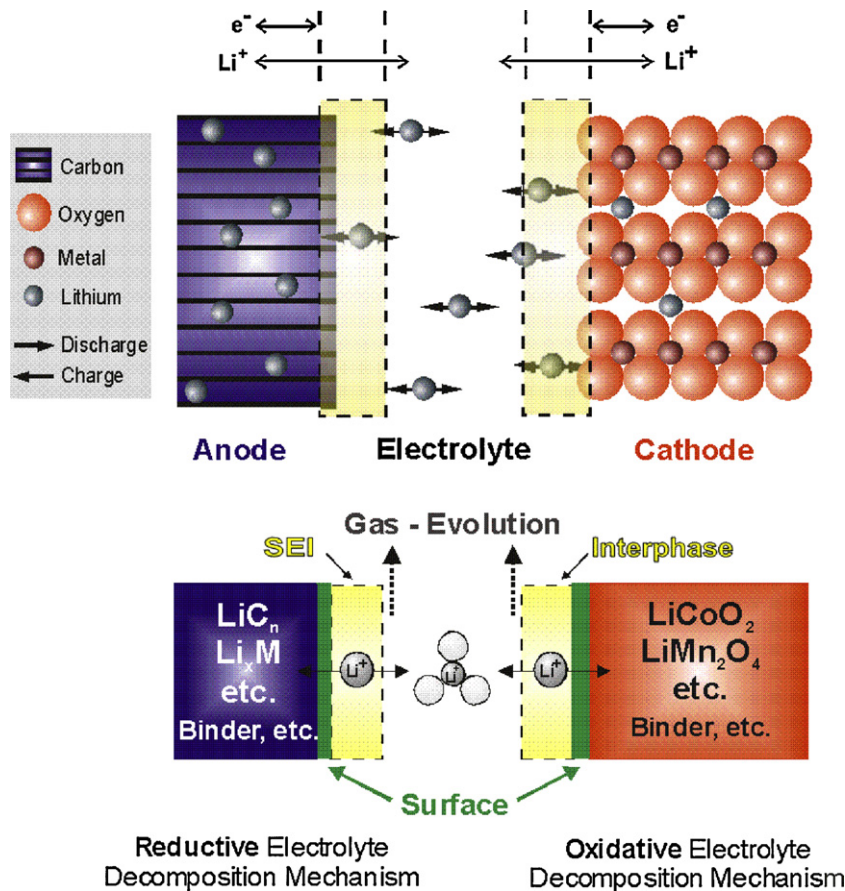 e⁻ e⁻
Li⁺ Li⁺
Carbon
Oxygen
Metal
Lithium
Discharge
Charge
Anode Electrolyte Cathode
Gas - Evolution
SEI Interphase
LiCₙ LiCoO₂
LiₓM LiMn₂O₄
etc. etc.
Binder, etc. Binder, etc.
Li⁺ Li⁺ Li⁺
Surface
Reductive Electrolyte Oxidative Electrolyte
Decomposition Mechanism Decomposition Mechanism